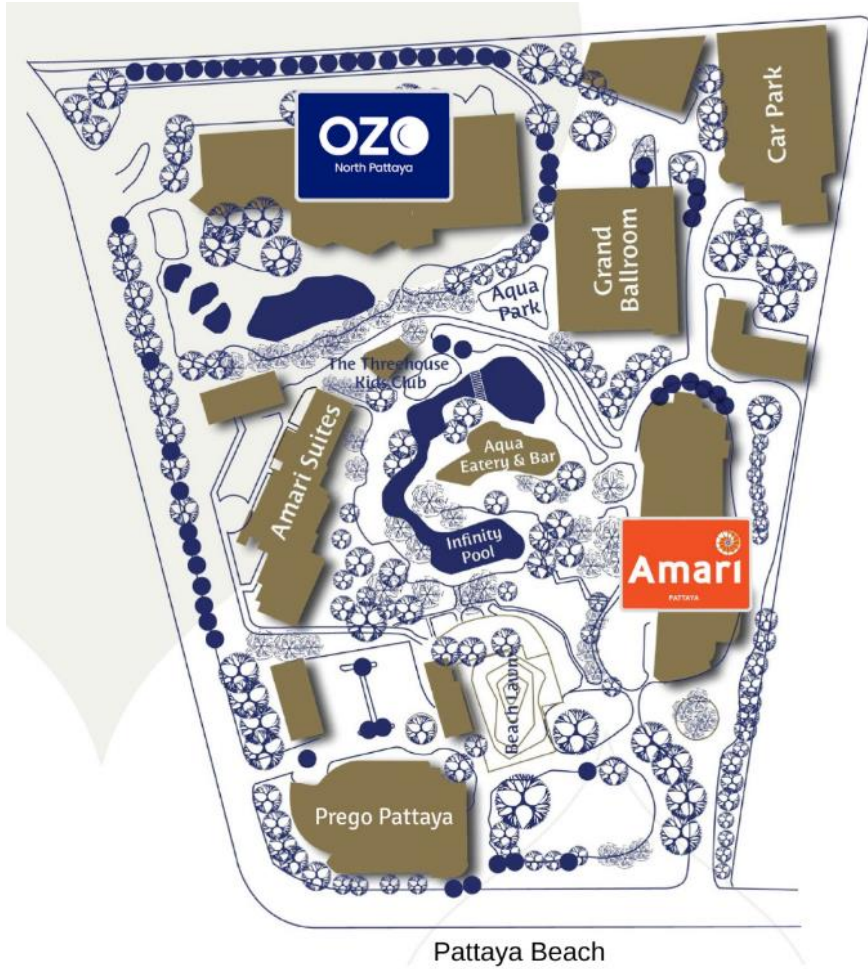 OZO
North Pattaya
Car Park
Grand
Ballroom
Aqua
Park
The Threehouse
Kids Club
Amari Suites
Aqua
Eatery & Bar
Infinity
Pool
Amari
PATTAYA
Beach Lawn
Prego Pattaya
Pattaya Beach